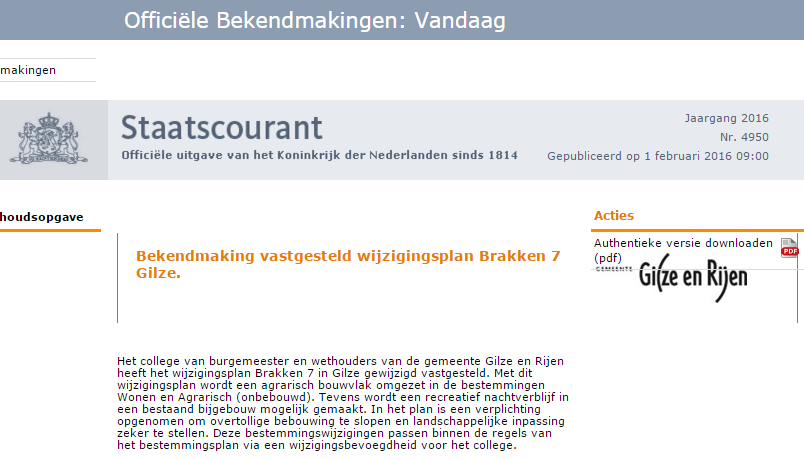 Officiële Bekendmakingen: Vandaag
makingen
Staatscourant
Officiële uitgave van het Koninkrijk der Nederlanden sinds 1814
Jaargang 2016
Nr. 4950
Gepubliceerd op 1 februari 2016 09:00
houdsopgave
Bekendmaking vastgesteld wijzigingsplan Brakken 7
Gilze.
Acties
Authentieke versie downloaden
(pdf)
PDF
GEMEENTE Gilze en Rijen
Het college van burgemeester en wethouders van de gemeente Gilze en Rijen
heeft het wijzigingsplan Brakken 7 in Gilze gewijzigd vastgesteld. Met dit
wijzigingsplan wordt een agrarisch bouwvlak omgezet in de bestemmingen
Wonen en Agrarisch (onbebouwd). Tevens wordt een recreatief nachtverblijf in
een bestaand bijgebouw mogelijk gemaakt. In het plan is een verplichting
opgenomen om overtollige bebouwing te slopen en landschappelijke inpassing
zeker te stellen. Deze bestemmingswijzigingen passen binnen de regels van
het bestemmingsplan via een wijzigingsbevoegdheid voor het college.